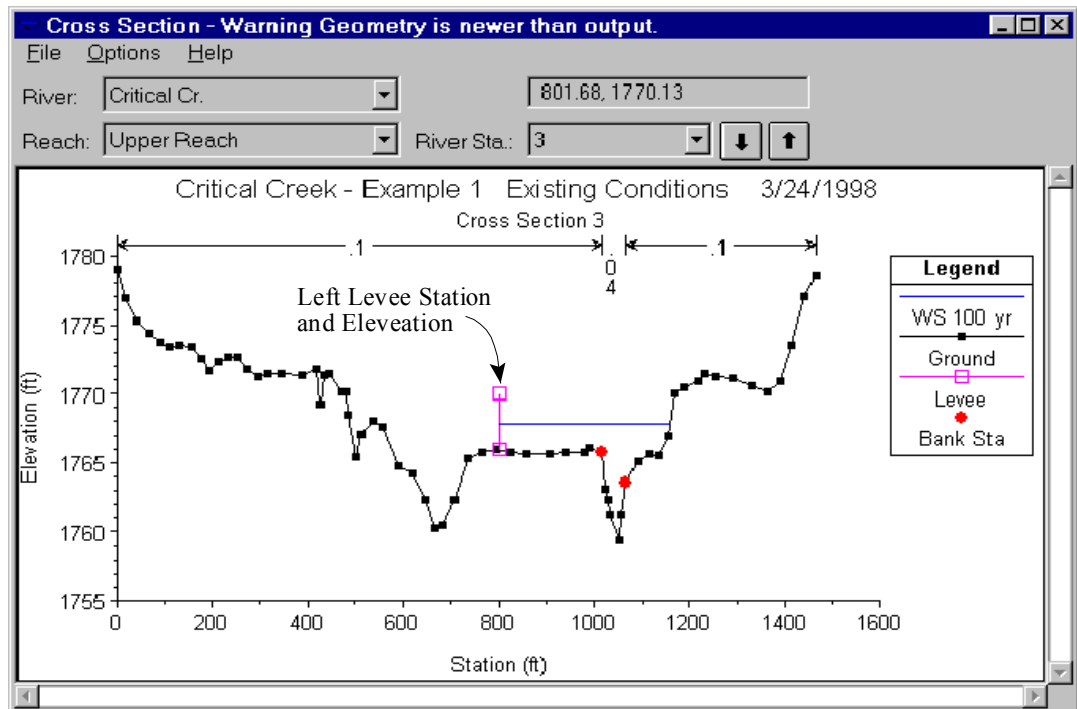 Cross Section - Warning Geometry is newer than output.
File Options Help
River: Critical Cr. 801.68, 1770.13
Reach: Upper Reach River Sta.: 3
Critical Creek - Example 1 Existing Conditions 3/24/1998
Cross Section 3
.1 .04 .1
Left Levee Station
and Eleveation
Elevation (ft)
1780
1775
1770
1765
1760
1755
0 200 400 600 800 1000 1200 1400 1600
Station (ft)
Legend
WS 100 yr
Ground
Levee
Bank Sta